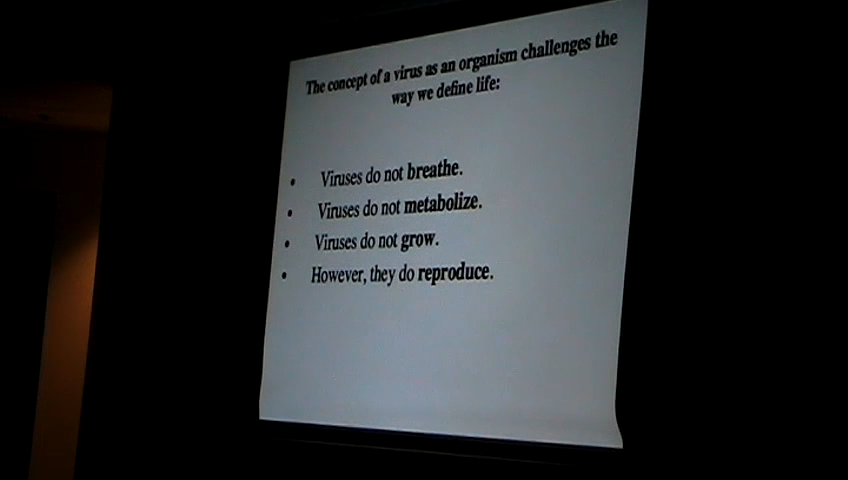 The concept of a virus as an organism challenges the
way we define life:
• Viruses do not breathe.
• Viruses do not metabolize.
• Viruses do not grow.
• However, they do reproduce.